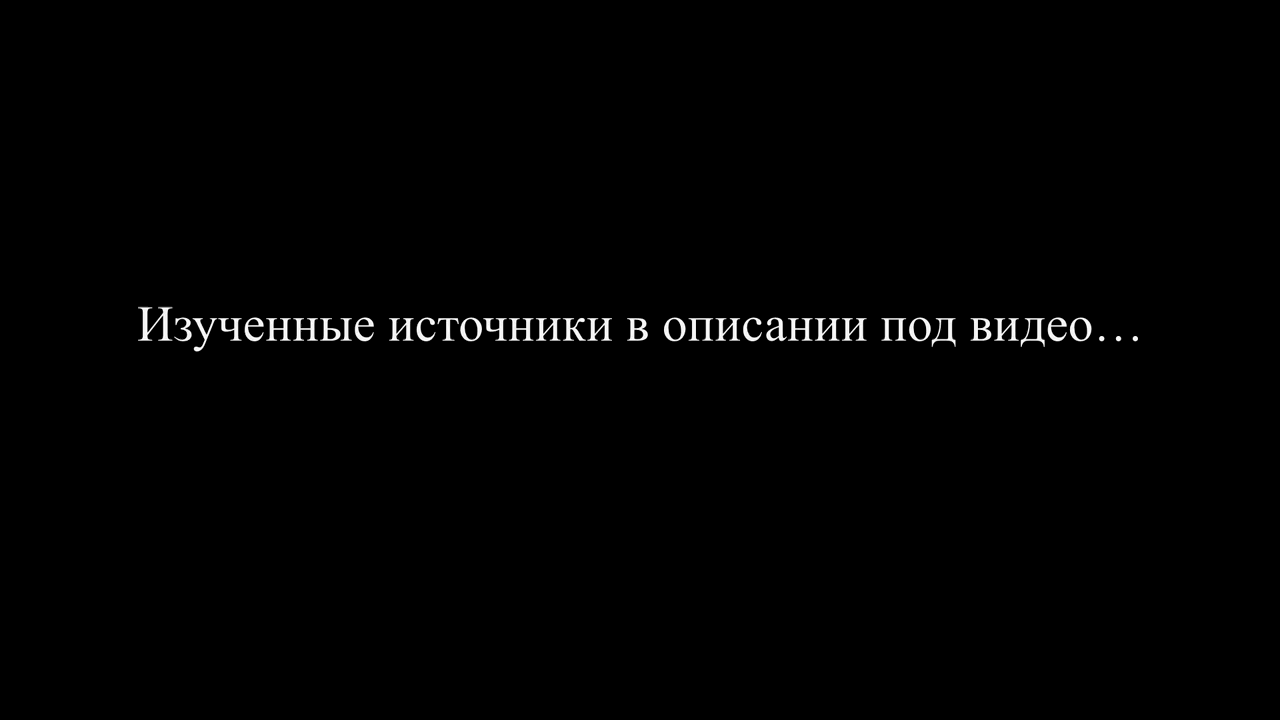 Изученные источники в описании под видео…